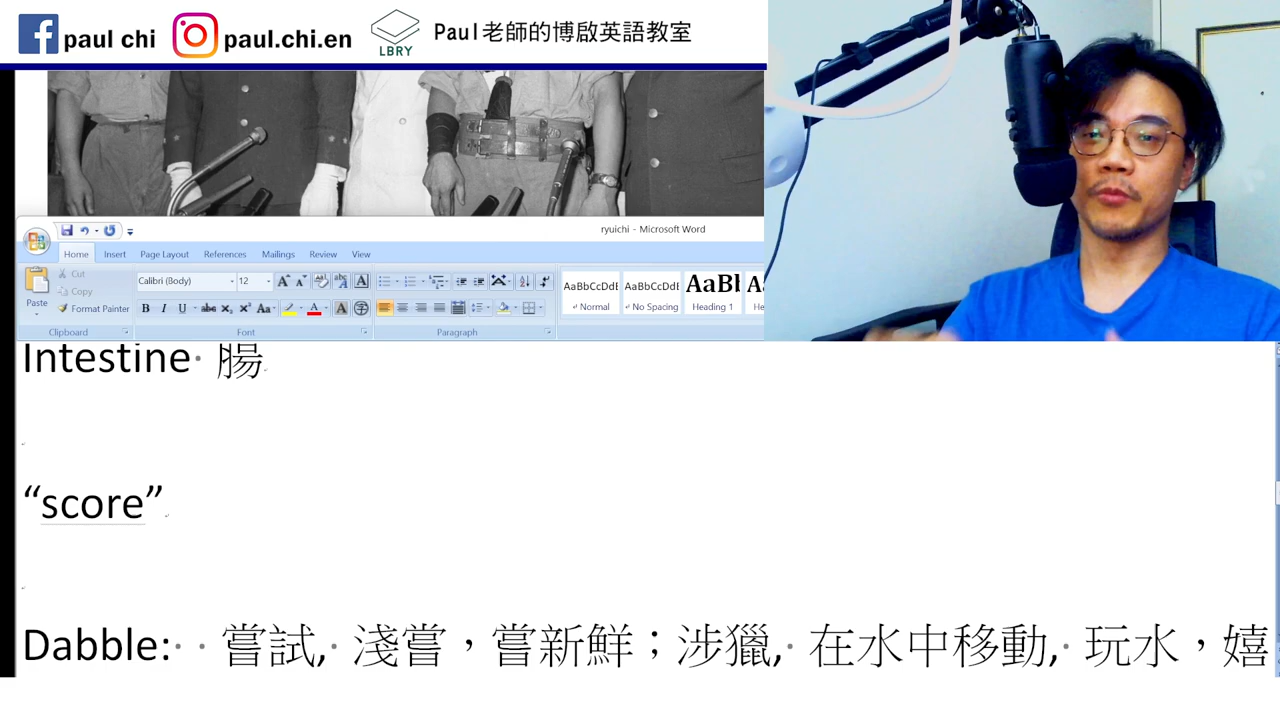 paul chi
paul.chi.en
LBRY
Paul老師的博啟英語教室
ryuichi - Microsoft Word
Home Insert Page Layout References Mailings Review View
Cut
Copy
Paste
Format Painter
Calibri (Body) 12
AaBbCcDdE AaBbCcDdE AaBbC
Normal No Spacing Heading 1
Clipboard Font Paragraph
Intestine 腸
“score”
Dabble: 嘗試, 淺嘗，嘗新鮮；涉獵, 在水中移動, 玩水，嬉